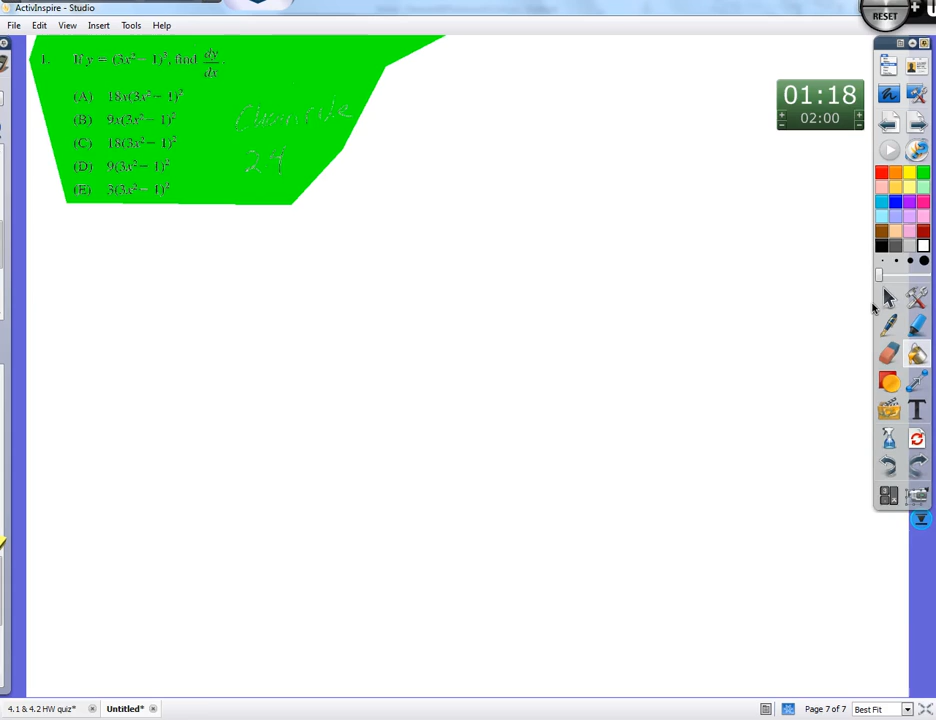 ActivInspire - Studio
RESET
File Edit View Insert Tools Help
1. If y = (3x² − 1)³, find dy/dx.
(A) 18x(3x² − 1)²
(B) 9x(3x² − 1)²
(C) 18(3x² − 1)²
(D) 9(3x² − 1)²
(E) 3(3x² − 1)²
Chain rule
24
01:18
02:00
T
4.1 & 4.2 HW quiz*
Untitled*
Page 7 of 7
Best Fit